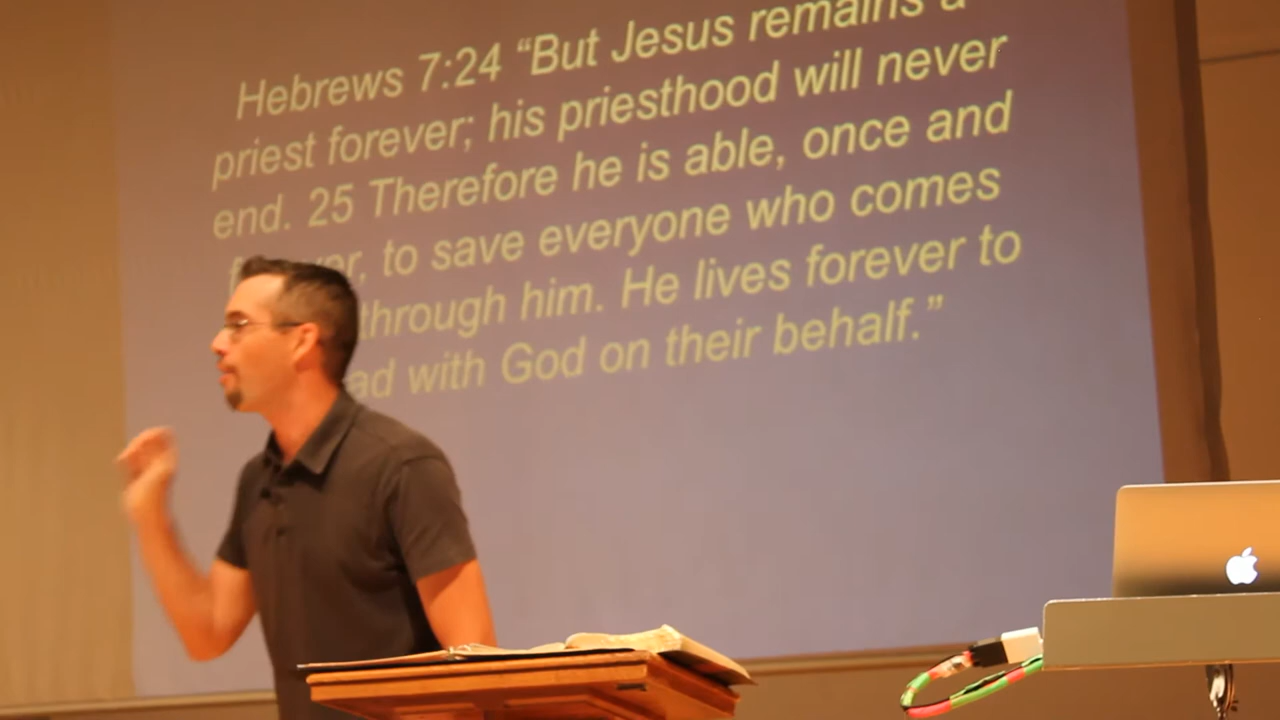 Hebrews 7:24 “But Jesus remains a
priest forever; his priesthood will never
end. 25 Therefore he is able, once and
to save everyone who comes
through him. He lives forever to
with God on their behalf.”